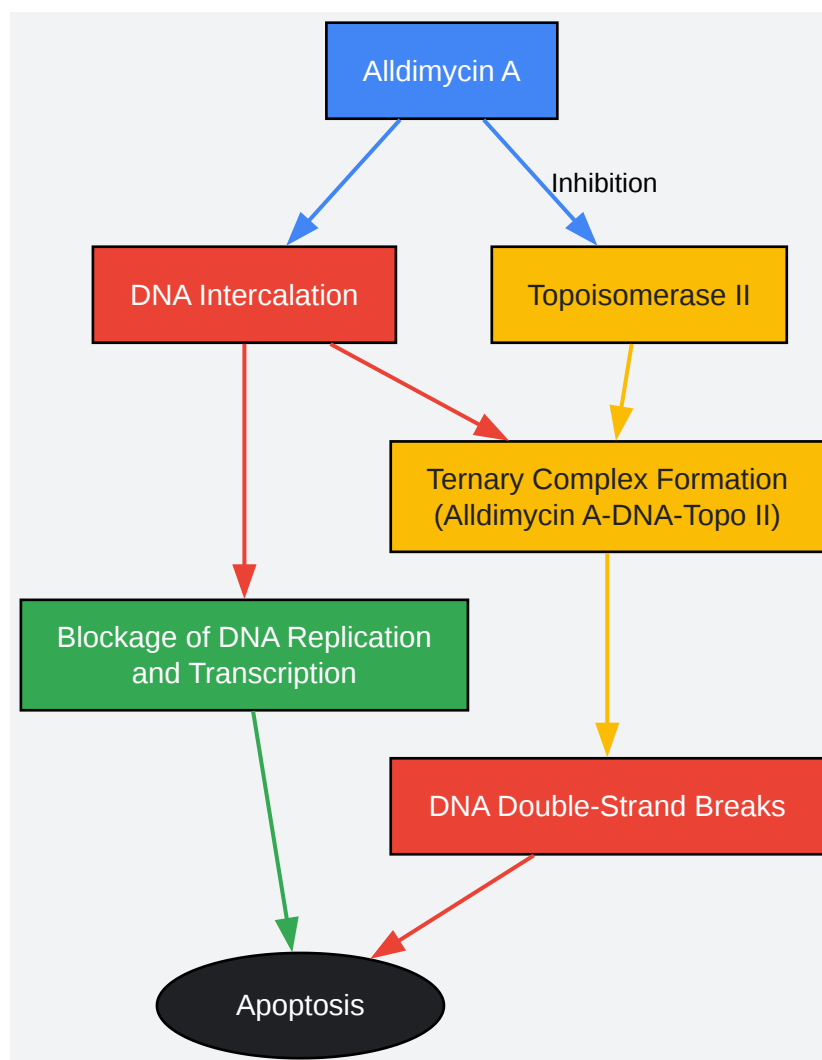 Alldimycin A
Inhibition
DNA Intercalation
Topoisomerase II
Ternary Complex Formation
(Alldimycin A-DNA-Topo II)
Blockage of DNA Replication
and Transcription
DNA Double-Strand Breaks
Apoptosis